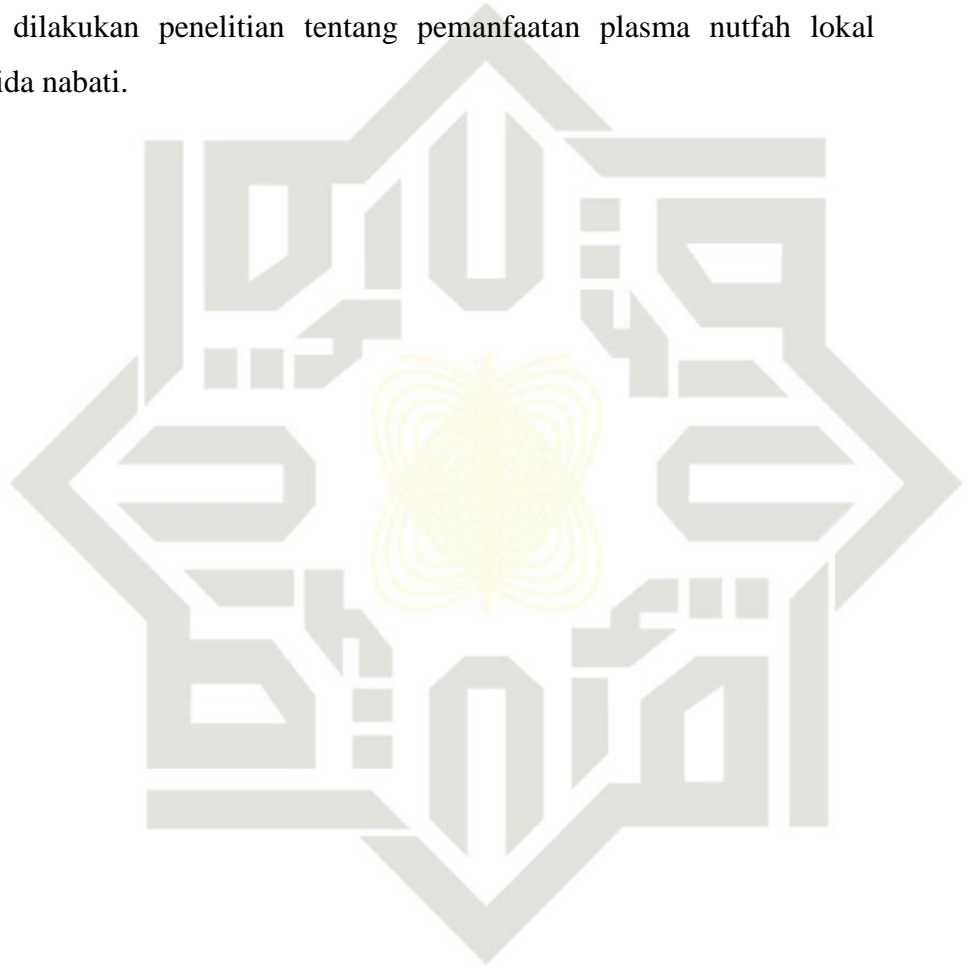 dilakukan penelitian tentang pemanfaatan plasma nutfah lokal
ida nabati.